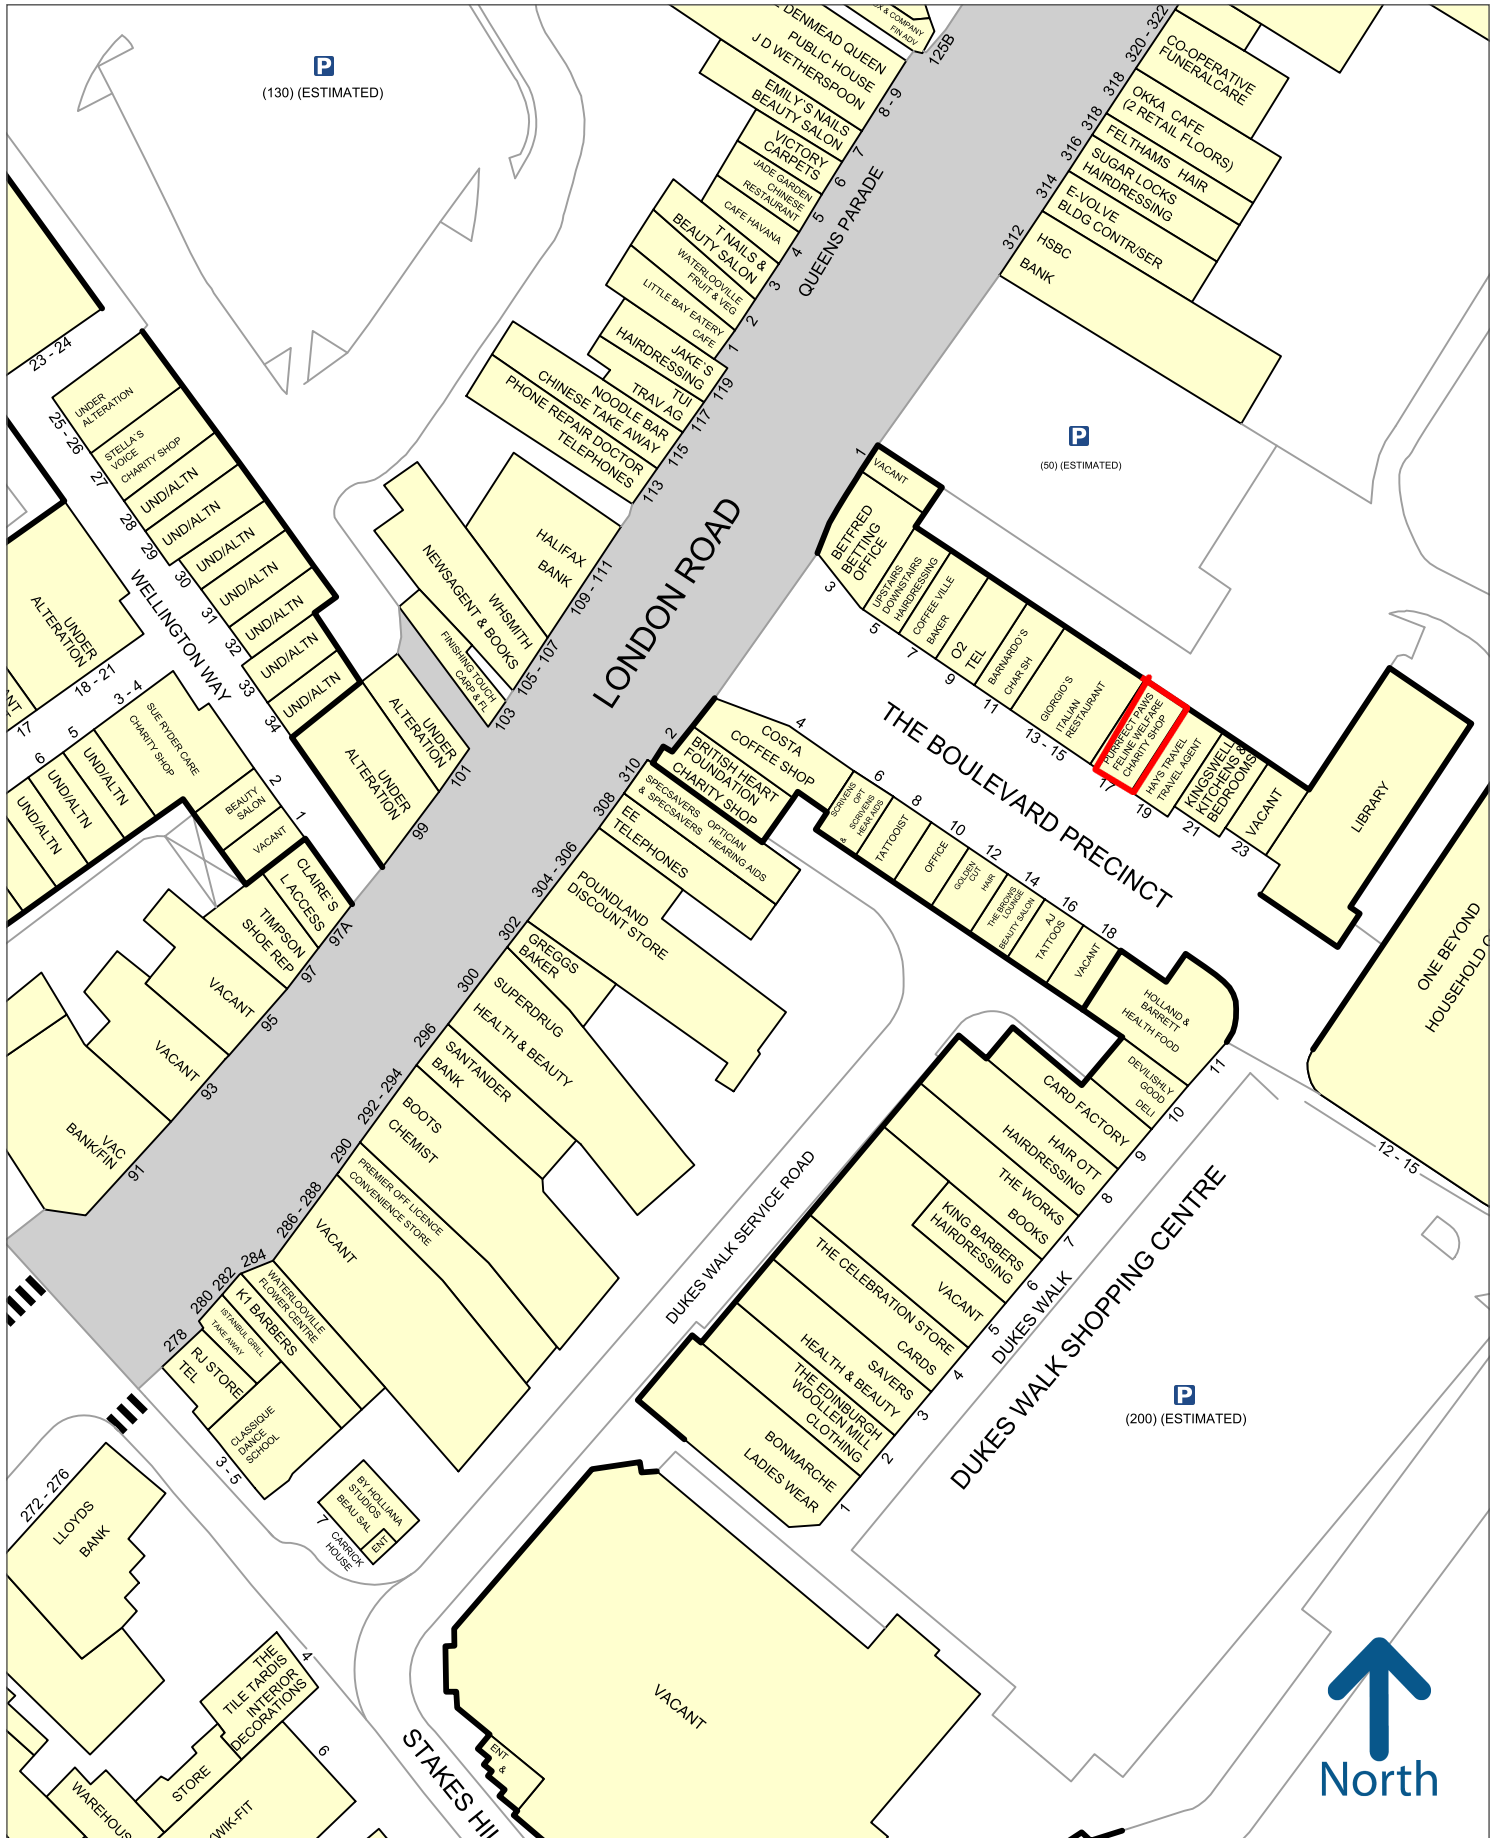 P
(130) (ESTIMATED)
DENMEAD QUEEN
PUBLIC HOUSE
J D WETHERSPOON
& COMPANY
FIN ADV
125B
8 - 9
EMILY'S NAILS
BEAUTY SALON
7
VICTORY
CARPETS
6
JADE GARDEN
CHINESE
RESTAURANT
5
CAFE HAVANA
4
T NAILS &
BEAUTY SALON
3
WATERLOOVILLE
FRUIT & VEG
2
LITTLE BAY EATERY
CAFE
1
QUEENS PARADE
JAKE'S
HAIRDRESSING
119
TUI
TRAV AG
117
NOODLE BAR
CHINESE TAKE AWAY
115
PHONE REPAIR DOCTOR
TELEPHONES
113
HALIFAX
BANK
109 - 111
WHSMITH
NEWSAGENT & BOOKS
105 - 107
FINISHING TOUCH
CARP & FL
103
LONDON ROAD
320 - 322
CO-OPERATIVE
FUNERALCARE
318
OKKA CAFE
(2 RETAIL FLOORS)
318
FELTHAMS HAIR
316
SUGAR LOCKS
HAIRDRESSING
314
E-VOLVE
BLDG CONTR/SER
312
HSBC
BANK
P
(50) (ESTIMATED)
23 - 24
UNDER
ALTERATION
25 - 26
STELLA'S
VOICE
CHARITY SHOP
27
UND/ALTN
28
UND/ALTN
29
UND/ALTN
30
UND/ALTN
31
UND/ALTN
32
UND/ALTN
33
UND/ALTN
34
WELLINGTON WAY
UNDER
ALTERATION
18 - 21
17
UNDER
ALTERATION
101
UNDER
ALTERATION
99
3 - 4
SUE RYDER CARE
CHARITY SHOP
5
UND/ALTN
6
UND/ALTN
UND/ALTN
2
BEAUTY
SALON
1
VACANT
CLAIRE'S
L ACCESS
97A
TIMPSON
SHOE REP
97
VACANT
95
VACANT
93
VAC
BANK/FIN
91
1
VACANT
BETFRED
BETTING
OFFICE
3
UPSTAIRS
DOWNSTAIRS
HAIRDRESSING
5
COFFEE VILLE
BAKER
7
O2
TEL
9
BARNARDO'S
CHAR SH
11
GIORGIO'S
ITALIAN
RESTAURANT
13 - 15
PURRFECT PAWS
FELINE WELFARE
CHARITY SHOP
17
HAYS TRAVEL
TRAVEL AGENT
19
KINGSWELL
KITCHENS &
BEDROOMS
21
VACANT
23
LIBRARY
THE BOULEVARD PRECINCT
ONE BEYOND
HOUSEHOLD
12 - 15
2
4
COSTA
COFFEE SHOP
BRITISH HEART
FOUNDATION
CHARITY SHOP
6
SCRIVENS
OPT
& SCRIVENS
HEAR AIDS
8
TATTOOIST
10
OFFICE
12
GOLDEN
CUT
HAIR
14
THE BROWS
LOUNGE
BEAUTY SALON
16
AJ
TATTOOS
18
VACANT
HOLLAND &
BARRETT
HEALTH FOOD
11
DEVILISHLY
GOOD
DELI
10
CARD FACTORY
9
HAIR OTT
HAIRDRESSING
8
THE WORKS
BOOKS
7
KING BARBERS
HAIRDRESSING
6
VACANT
5
THE CELEBRATION STORE
CARDS
4
SAVERS
HEALTH & BEAUTY
3
THE EDINBURGH
WOOLLEN MILL
CLOTHING
2
BONMARCHE
LADIES WEAR
1
DUKES WALK
DUKES WALK SHOPPING CENTRE
DUKES WALK SERVICE ROAD
P
(200) (ESTIMATED)
310
SPECSAVERS OPTICIAN
& SPECSAVERS HEARING AIDS
308
EE
TELEPHONES
304 - 306
POUNDLAND
DISCOUNT STORE
302
GREGGS
BAKER
300
SUPERDRUG
HEALTH & BEAUTY
296
SANTANDER
BANK
292 - 294
BOOTS
CHEMIST
290
PREMIER OFF LICENCE
CONVENIENCE STORE
286 - 288
VACANT
284
WATERLOOVILLE
FLOWER CENTRE
282
K1 BARBERS
280
ISTANBUL GRILL
TAKE AWAY
278
RJ STORE
TEL
CLASSIQUE
DANCE
SCHOOL
3 - 5
BY HOLLIANA
STUDIOS
BEAU SAL
ENT
7
CARRICK
HOUSE
272 - 276
LLOYDS
BANK
THE
TILE TARDIS
INTERIOR
DECORATIONS
4
6
STORE
WAREHOUS
WIK-FIT
STAKES HIL
VACANT
ENT
&
North